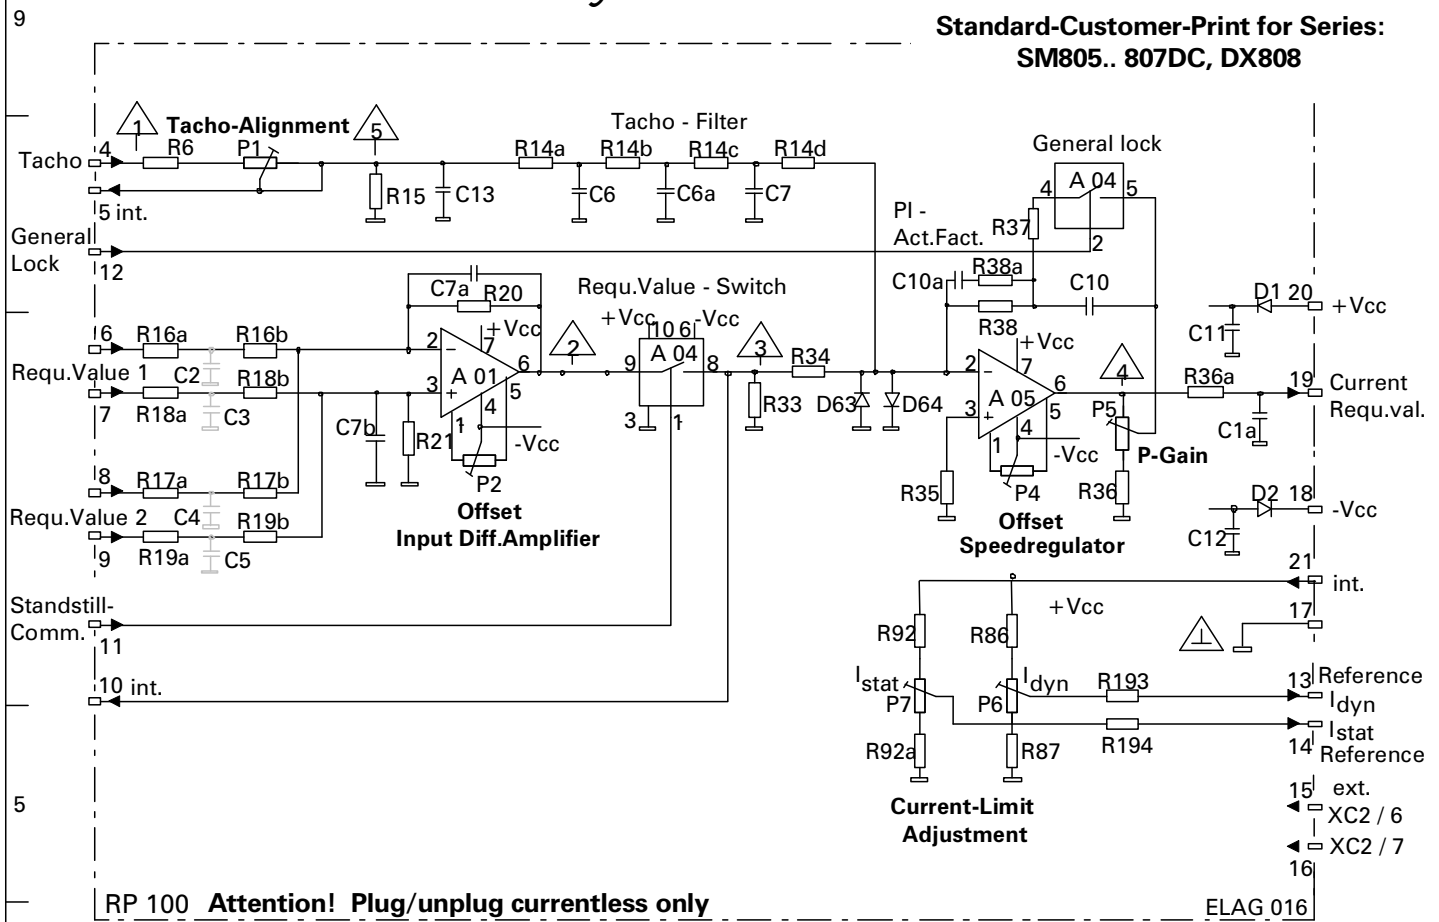 9
Standard-Customer-Print for Series:
SM805.. 807DC, DX808
1
Tacho-Alignment
5
Tacho - Filter
General lock
Tacho
4
R6
P1
R14a
R14b
R14c
R14d
R15
C13
C6
C6a
C7
4
A 04
5
5 int.
PI -
Act.Fact.
R37
2
General
Lock
12
C7a
R20
Requ.Value - Switch
C10a
R38a
C10
R38
D1
20
+Vcc
C11
6
R16a
R16b
C2
2
-
+Vcc
7
6
2
+Vcc
10
6
-Vcc
9
A 04
8
3
R34
2
-
+Vcc
7
6
4
R36a
19
Current
Requ.val.
Requ.Value 1
7
R18a
R18b
C3
3
+
A 01
5
4
1
-Vcc
C7b
R21
P2
3
1
R33
D63
D64
3
+
A 05
5
4
1
-Vcc
P5
C1a
P-Gain
8
R17a
R17b
C4
Offset
Input Diff.Amplifier
R35
P4
R36
Offset
Speedregulator
D2
18
-Vcc
C12
Requ.Value 2
9
R19a
R19b
C5
21
int.
+Vcc
17
⊥
Standstill-
Comm.
11
R92
R86
10 int.
Istat
P7
Idyn
P6
R193
13
Reference
Idyn
R194
Istat
14
Reference
R92a
R87
Current-Limit
Adjustment
5
15
ext.
XC2 / 6
XC2 / 7
16
RP 100
Attention! Plug/unplug currentless only
ELAG 016